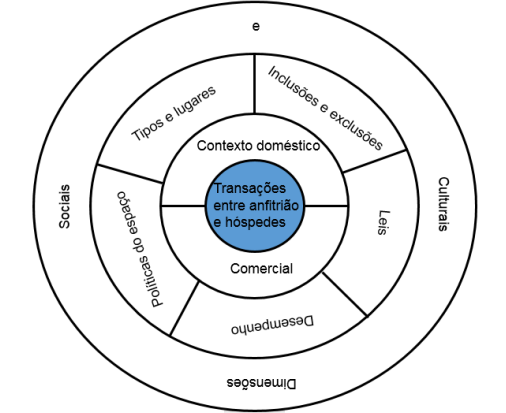 e
Inclusões e exclusões
Tipos e lugares
Contexto doméstico
Transações
entre anfitrião
e hóspedes
Sociais
Culturais
Leis
Políticas do espaço
Comercial
Desempenho
Dimensões